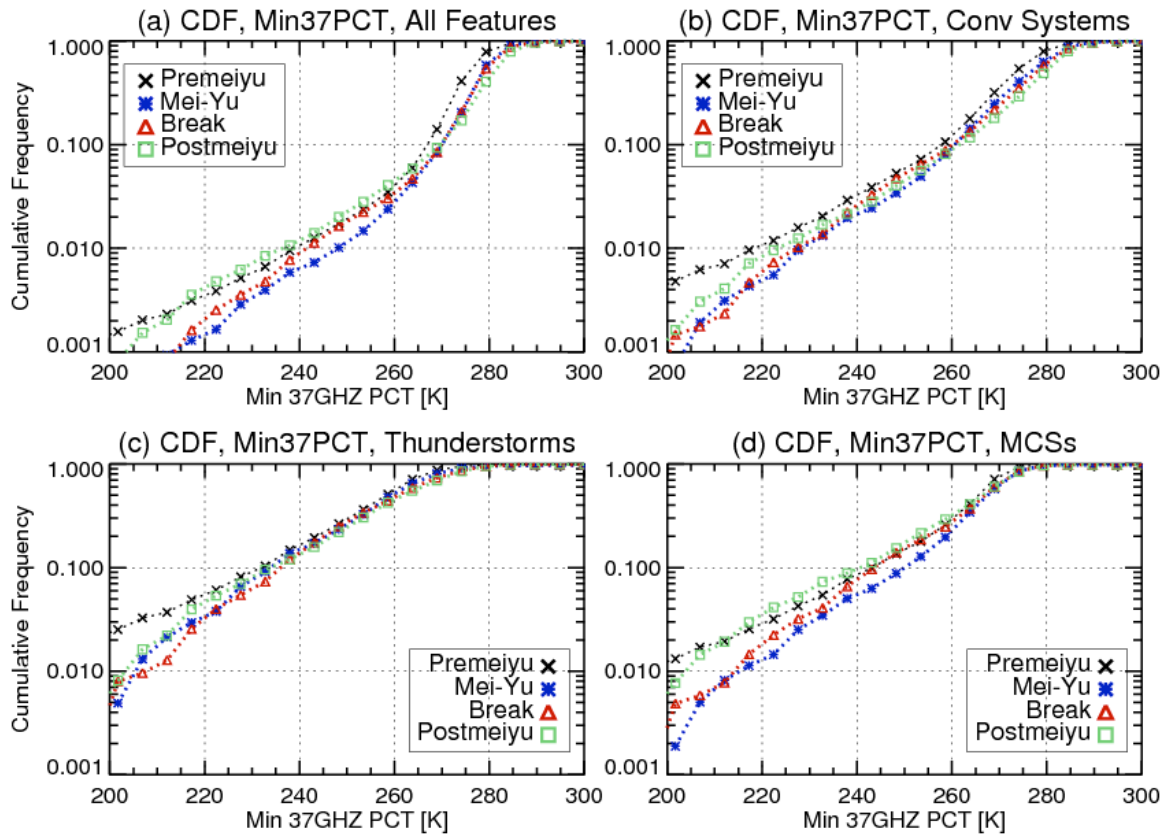 (a) CDF, Min37PCT, All Features
1.000
0.100
0.010
0.001
Cumulative Frequency
Premeiyu
Mei-Yu
Break
Postmeiyu
200 220 240 260 280 300
Min 37GHZ PCT [K]
(b) CDF, Min37PCT, Conv Systems
1.000
0.100
0.010
0.001
Premeiyu
Mei-Yu
Break
Postmeiyu
200 220 240 260 280 300
Min 37GHZ PCT [K]
(c) CDF, Min37PCT, Thunderstorms
1.000
0.100
0.010
0.001
Cumulative Frequency
Premeiyu
Mei-Yu
Break
Postmeiyu
200 220 240 260 280 300
Min 37GHZ PCT [K]
(d) CDF, Min37PCT, MCSs
1.000
0.100
0.010
0.001
Premeiyu
Mei-Yu
Break
Postmeiyu
200 220 240 260 280 300
Min 37GHZ PCT [K]